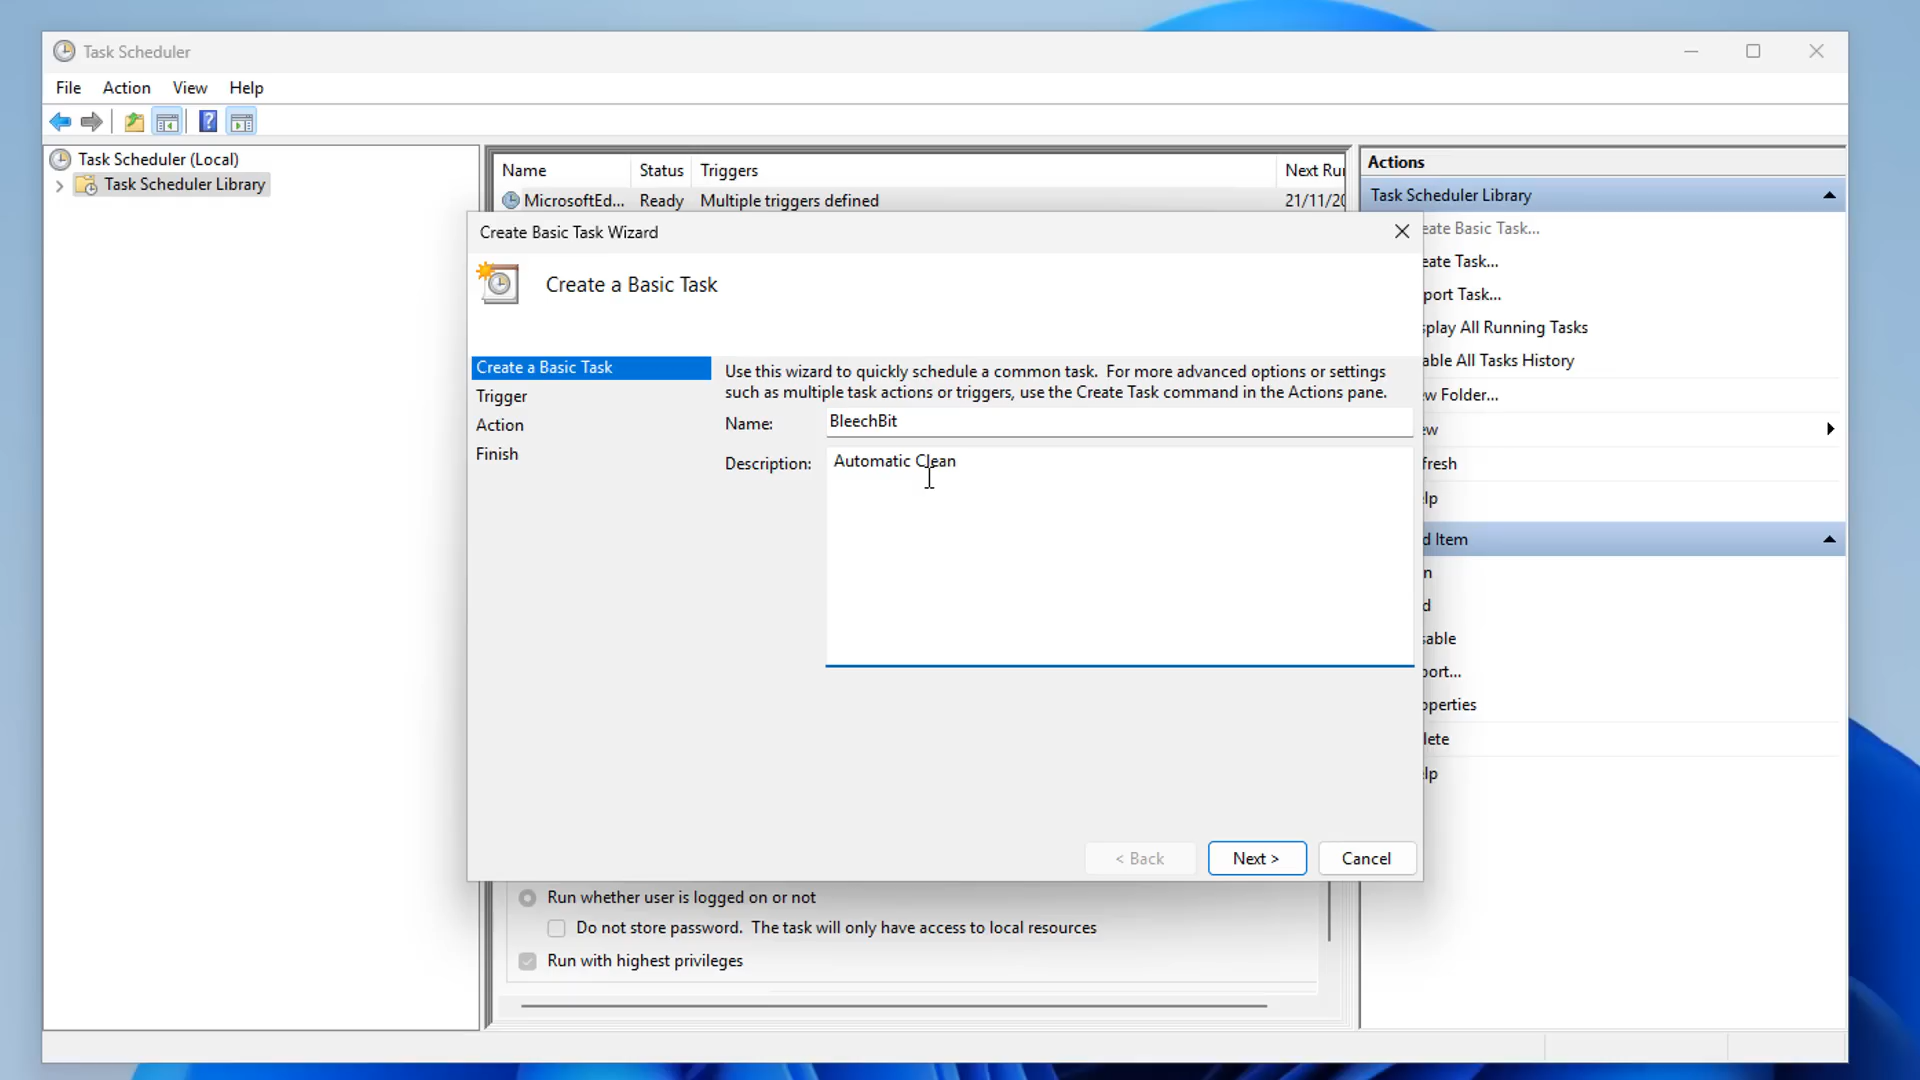 Task Scheduler
File Action View Help
Task Scheduler (Local)
Task Scheduler Library
Name Status Triggers Next Ru
MicrosoftEd... Ready Multiple triggers defined 21/11/20
Create Basic Task Wizard
Create a Basic Task
Create a Basic Task
Trigger
Action
Finish
Use this wizard to quickly schedule a common task. For more advanced options or settings
such as multiple task actions or triggers, use the Create Task command in the Actions pane.
Name: BleechBit
Description: Automatic Clean
< Back Next > Cancel
Run whether user is logged on or not
Do not store password. The task will only have access to local resources
Run with highest privileges
Actions
Task Scheduler Library
eate Basic Task...
eate Task...
port Task...
splay All Running Tasks
able All Tasks History
w Folder...
ew
fresh
elp
d Item
n
d
sable
port...
operties
lete
elp